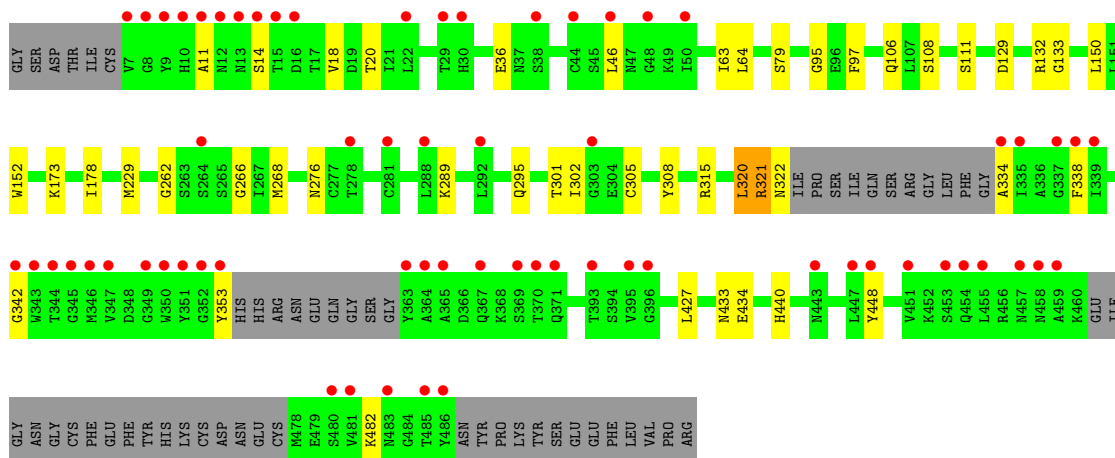 GLY SER ASP THR ILE CYS V7 G8 Y9 H10 A11 N12 N13 S14 T15 D16 T17 V18 D19 T20 I21 L22 T29 H30 E36 N37 S38 C44 S45 L46 N47 G48 K49 I50 I63 L64 S79 G95 E96 F97 Q106 L107 S108 S111 D129 R132 G133 L150 L151
W152 K173 I178 M229 G262 S263 S264 S265 G266 I267 M268 N276 C277 T278 C281 L288 K289 L292 Q295 T301 I302 G303 E304 C305 Y308 R315 L320 R321 N322 ILE PRO SER ILE GLN SER ARG GLY LEU PHE GLY A334 I335 A336 G337 F338 I339
G342 W343 T344 G345 M346 V347 D348 G349 W350 Y351 G352 Y353 HIS HIS ARG ASN GLU GLN GLY SER GLY Y363 A364 A365 D366 Q367 K368 S369 T370 Q371 T393 S394 V395 G396 L427 N433 E434 H440 N443 L447 Y448 V451 K452 S453 Q454 L455 R456 N457 N458 A459 K460 GLU ILE
GLY ASN GLY CYS PHE GLU PHE TYR HIS LYS CYS ASP ASN GLU CYS M478 E479 S480 V481 K482 N483 G484 T485 Y486 ASN TYR PRO LYS TYR SER GLU GLU PHE LEU VAL PRO ARG